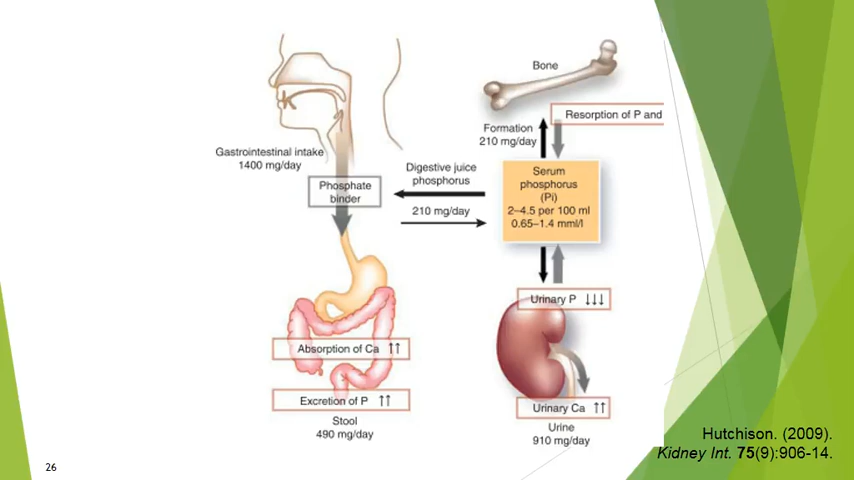 Bone
Resorption of P and
Formation
210 mg/day
Gastrointestinal intake
1400 mg/day
Phosphate
binder
Digestive juice
phosphorus
210 mg/day
Serum
phosphorus
(Pi)
2–4.5 per 100 ml
0.65–1.4 mml/l
Urinary P ↓↓↓
Absorption of Ca ↑↑
Excretion of P ↑↑
Stool
490 mg/day
Urinary Ca ↑↑
Urine
910 mg/day
Hutchison. (2009).
Kidney Int. 75(9):906-14.
26